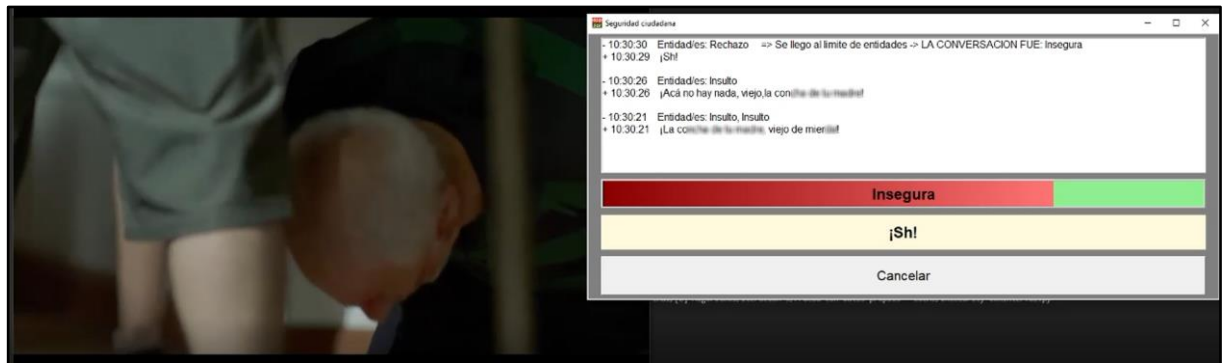 Seguridad ciudadana
- 10:30:30 Entidad/es: Rechazo => Se llego al limite de entidades -> LA CONVERSACION FUE: Insegura
+ 10:30.29 ¡Sh!
- 10:30:26 Entidad/es: Insulto
+ 10:30.26 ¡Acá no hay nada, viejo,la con
- 10:30:21 Entidad/es: Insulto, Insulto
+ 10:30.21 ¡La co viejo de mier
Insegura
¡Sh!
Cancelar